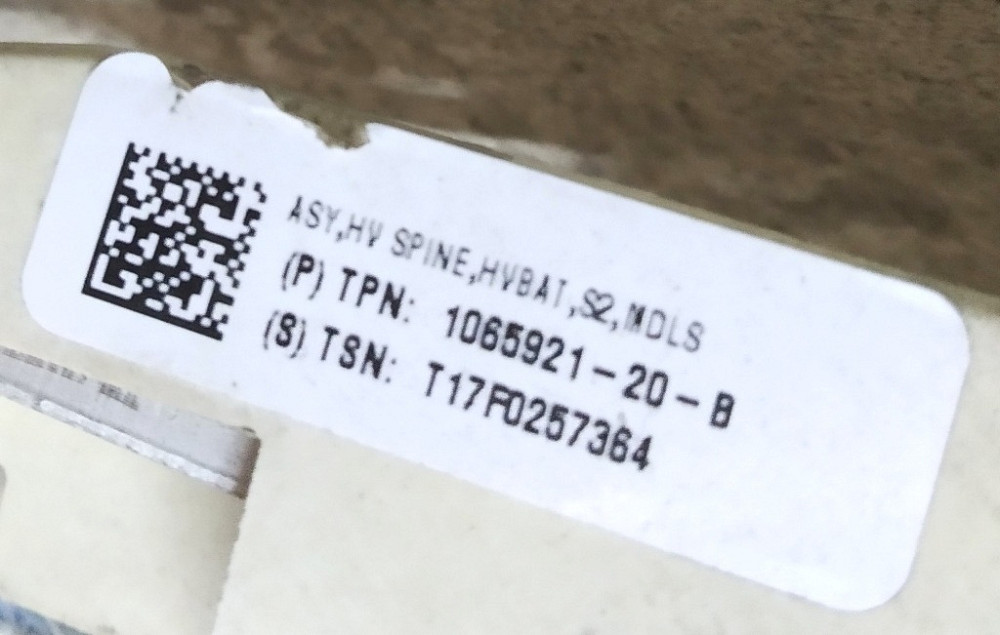 ASY,HV SPINE,HVBAT,S2,MDLS
(P) TPN: 1065921-20-B
(S) TSN: T17F0257364